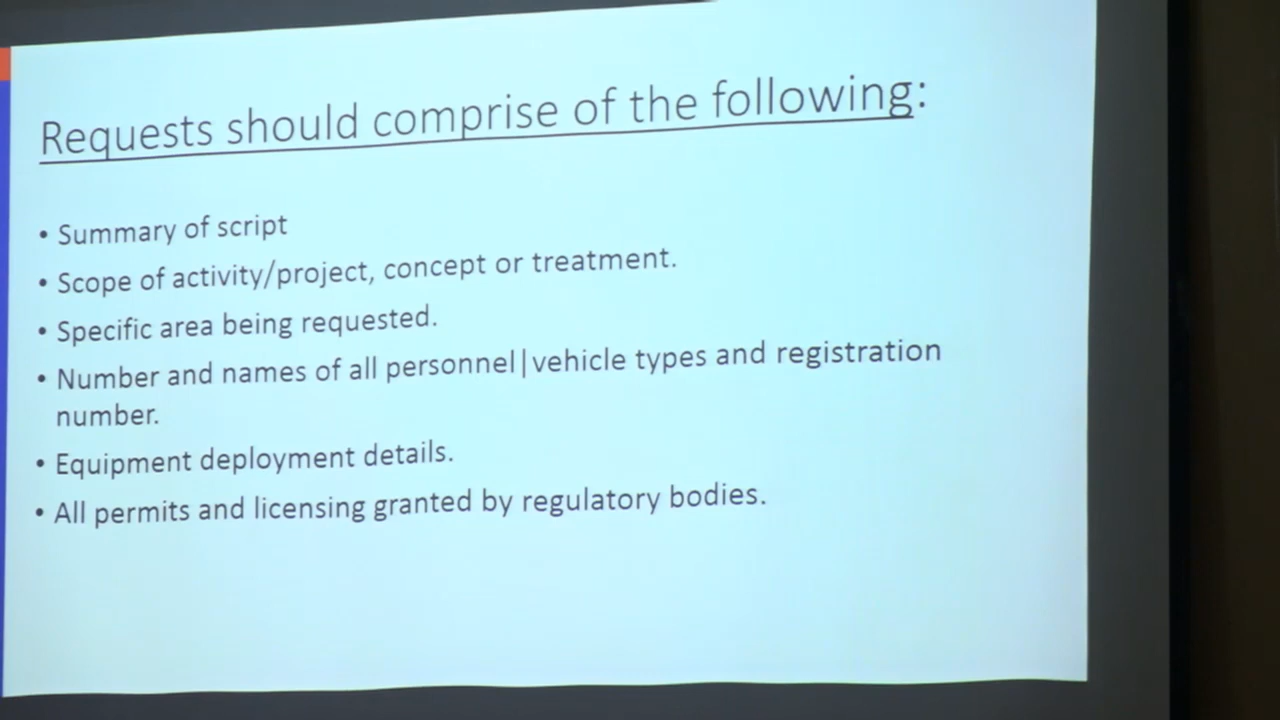 Requests should comprise of the following:
• Summary of script
• Scope of activity/project, concept or treatment.
• Specific area being requested.
• Number and names of all personnel|vehicle types and registration
number.
• Equipment deployment details.
• All permits and licensing granted by regulatory bodies.